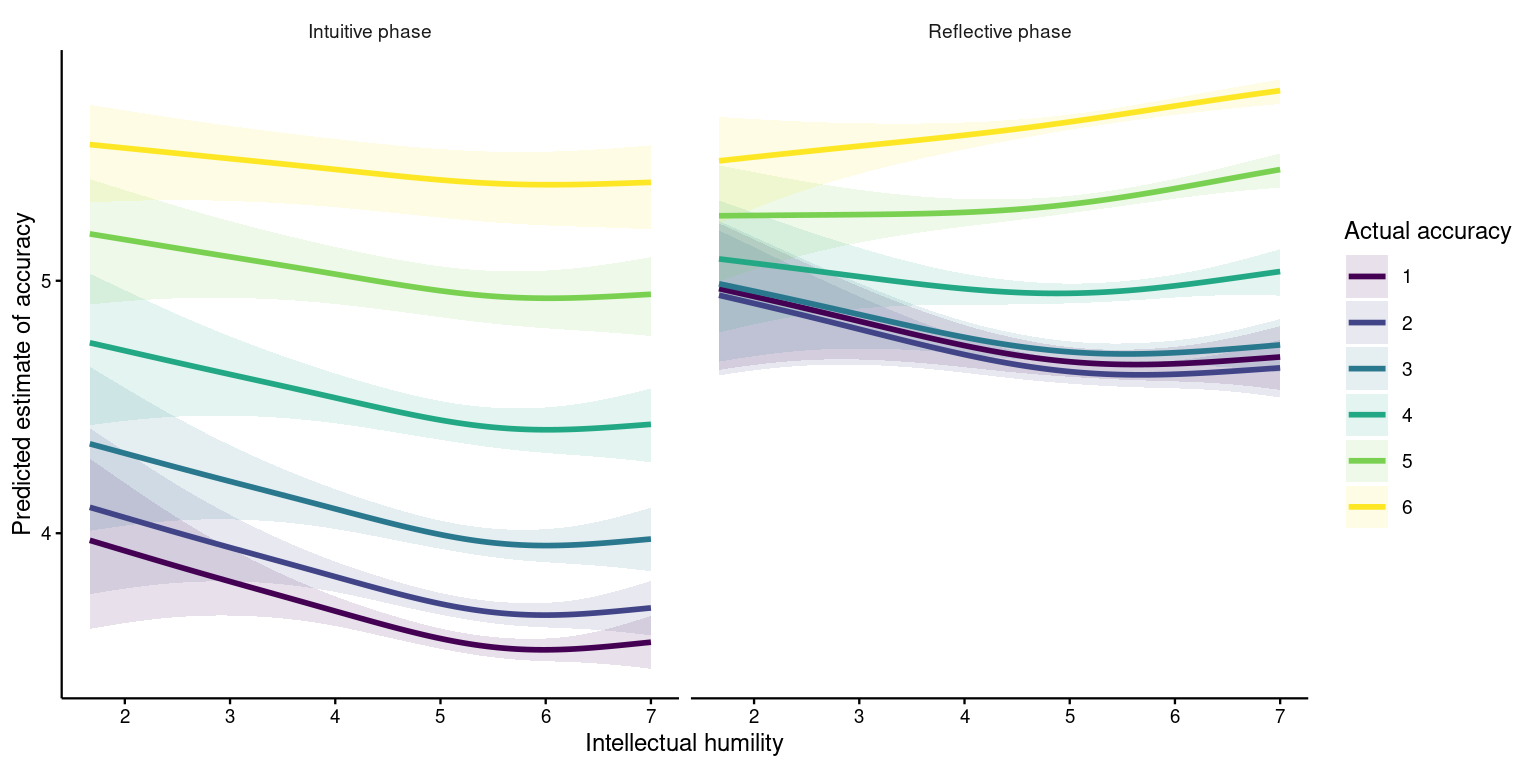 Intuitive phase
Reflective phase
Predicted estimate of accuracy
5
4
2 3 4 5 6 7
2 3 4 5 6 7
Intellectual humility
Actual accuracy
1
2
3
4
5
6